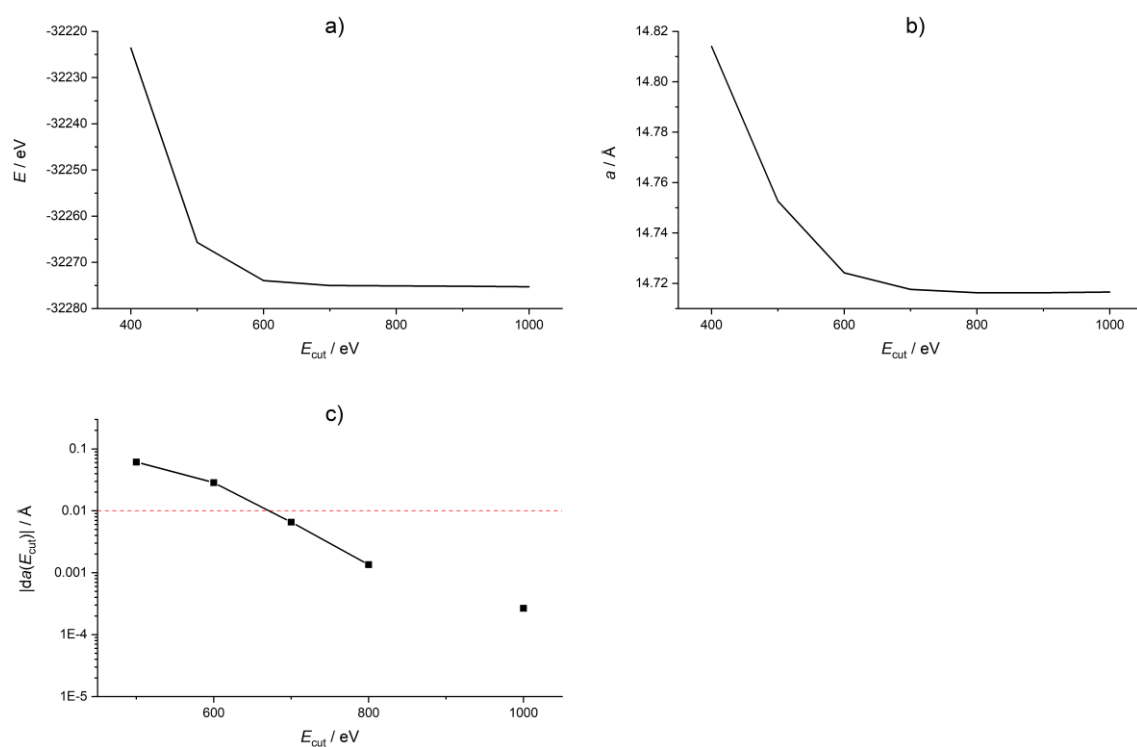 a)
-32220
-32230
-32240
-32250
-32260
-32270
-32280
E / eV
400
600
800
1000
E_cut / eV
b)
14.82
14.80
14.78
14.76
14.74
14.72
a / Å
400
600
800
1000
E_cut / eV
c)
0.1
0.01
0.001
1E-4
1E-5
|da(E_cut)| / Å
600
800
1000
E_cut / eV